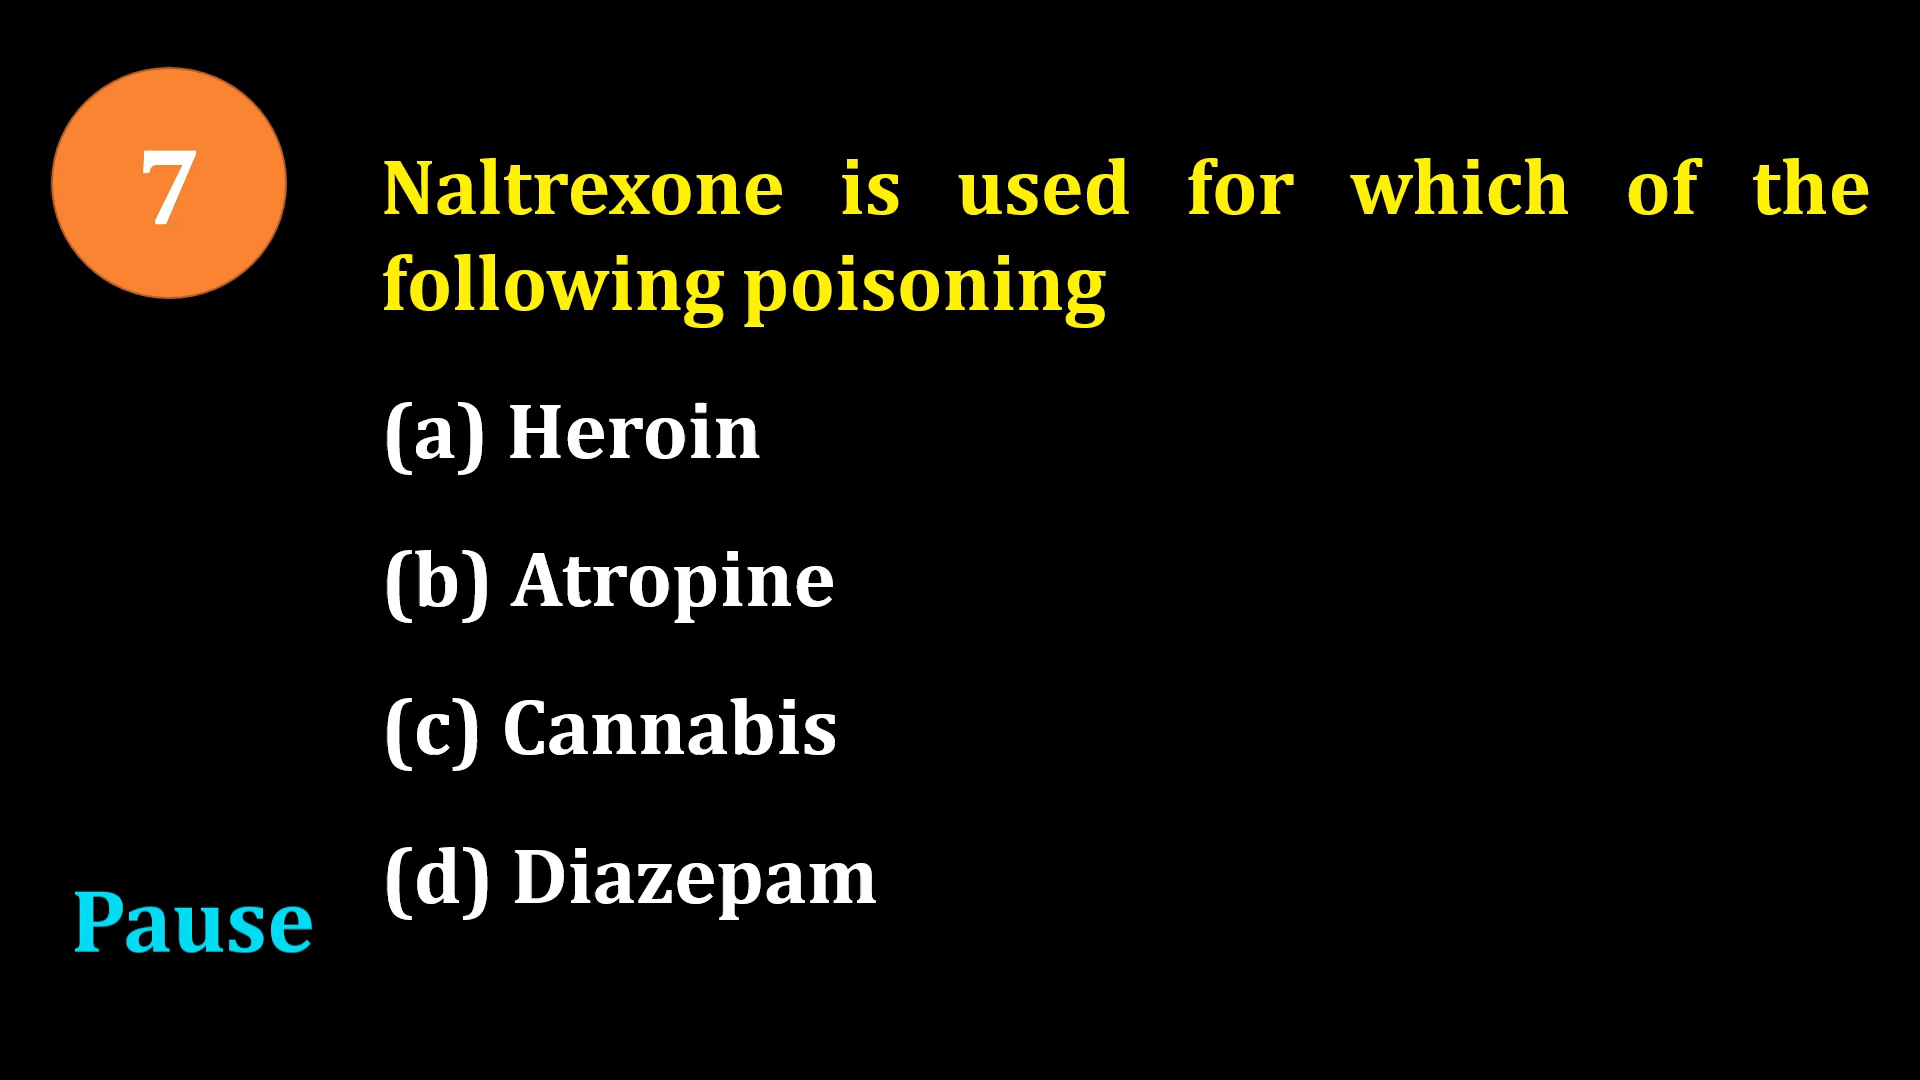 7
Naltrexone is used for which of the
following poisoning
(a) Heroin
(b) Atropine
(c) Cannabis
(d) Diazepam
Pause